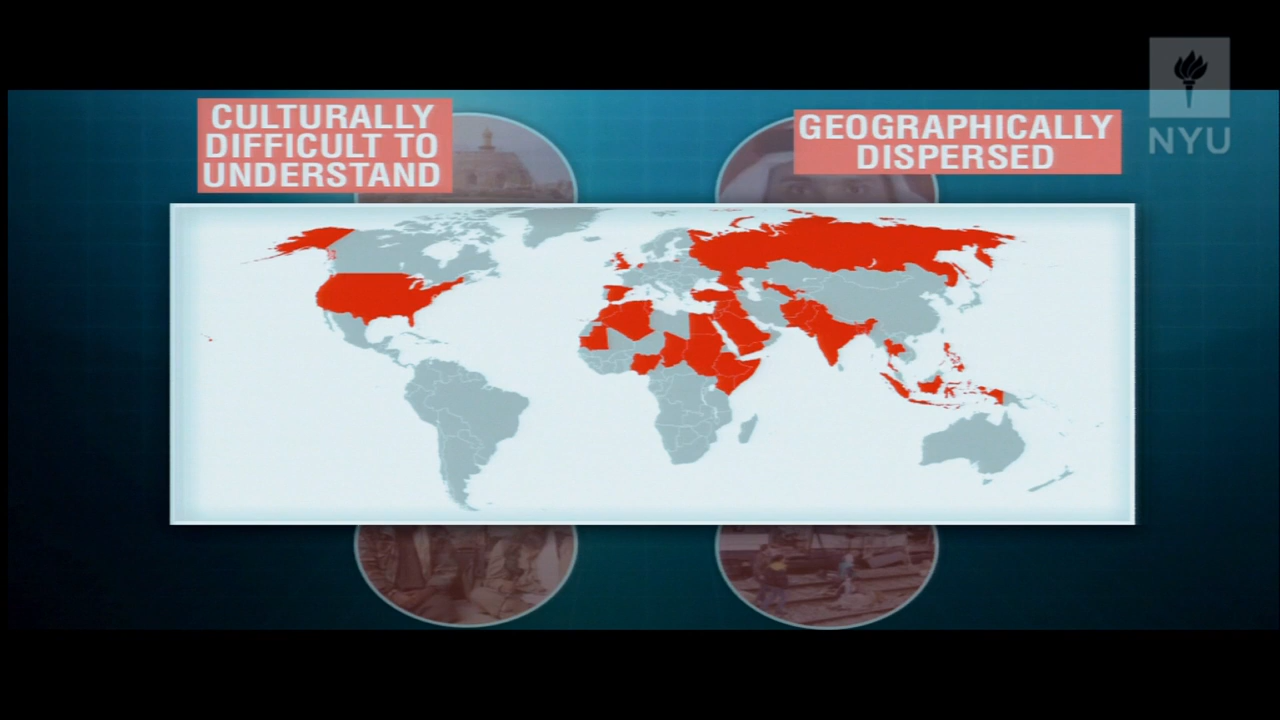 CULTURALLY
DIFFICULT TO
UNDERSTAND
GEOGRAPHICALLY
DISPERSED
NYU